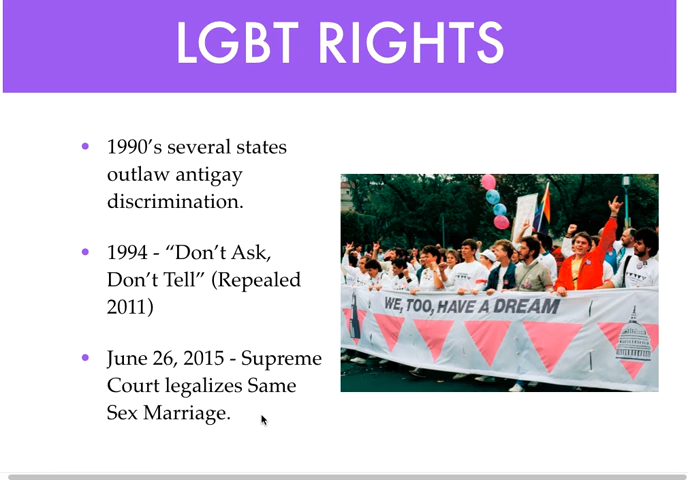 LGBT RIGHTS
• 1990’s several states
outlaw antigay
discrimination.
• 1994 - “Don’t Ask,
Don’t Tell” (Repealed
2011)
• June 26, 2015 - Supreme
Court legalizes Same
Sex Marriage.
WE, TOO, HAVE A DREAM